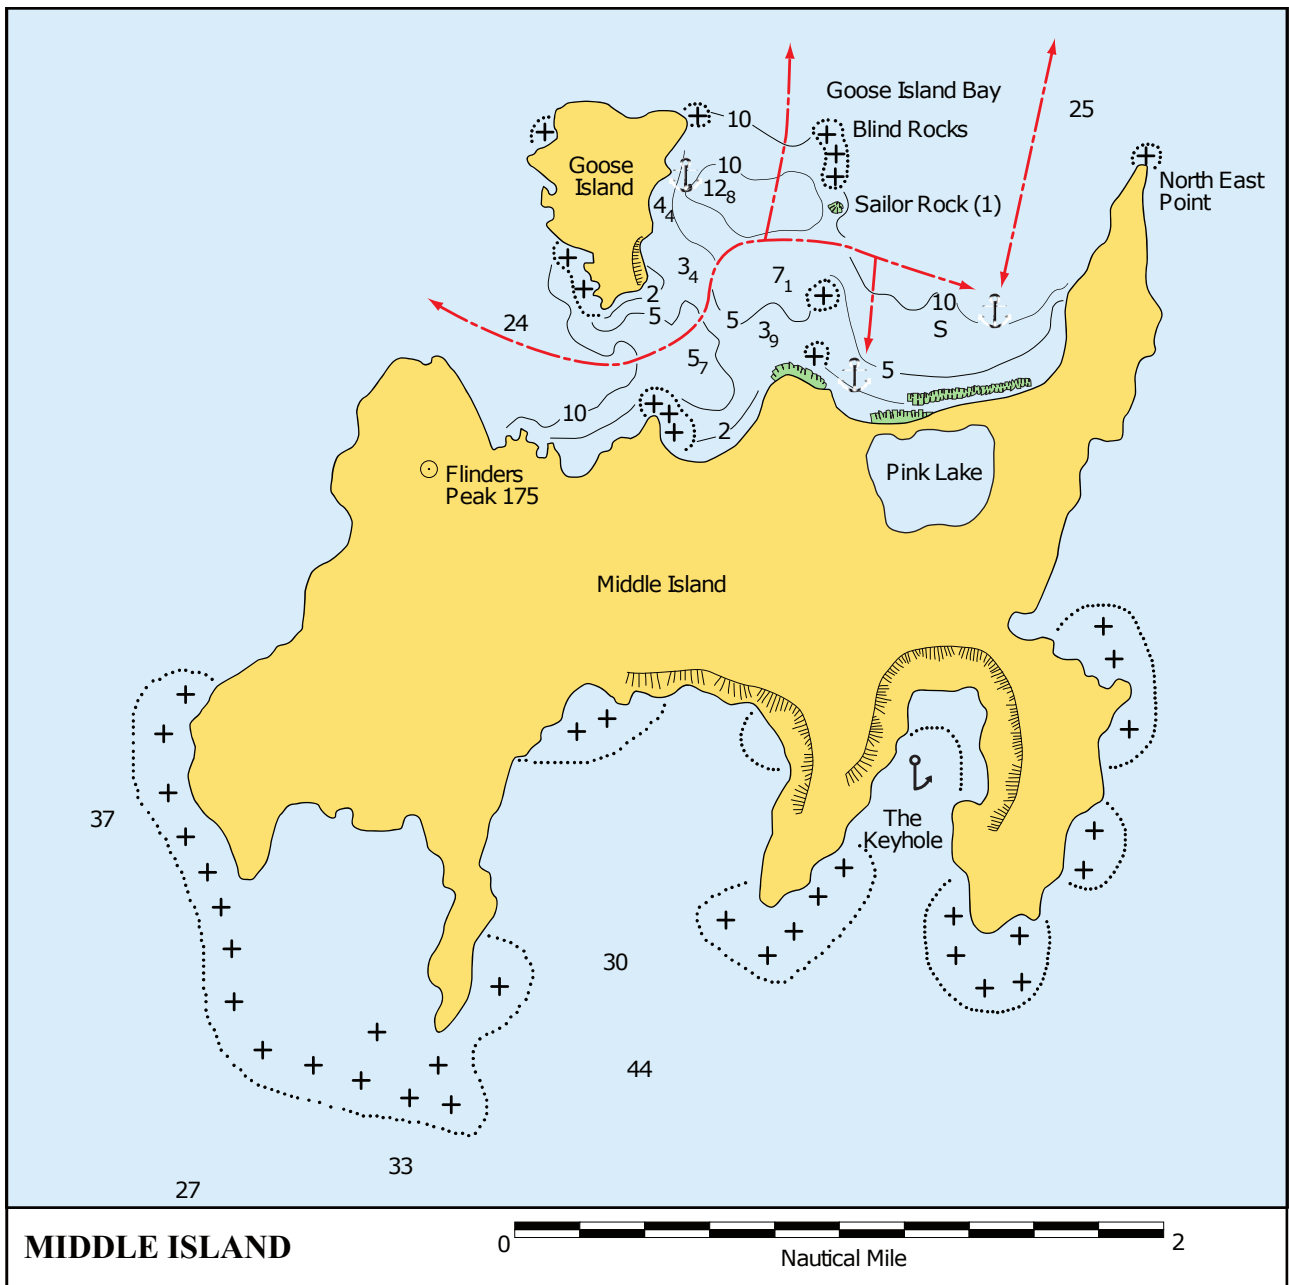 Goose Island Bay
25
10
Blind Rocks
Goose
Island
10
12₈
North East
Point
4₄
Sailor Rock (1)
3₄
7₁
2
10
S
24
5
5
3₉
5₇
5
10
2
Flinders
Peak 175
Pink Lake
Middle Island
37
The
Keyhole
30
44
33
27
MIDDLE ISLAND
0
2
Nautical Mile